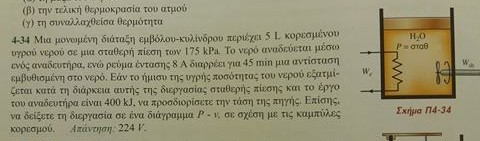 (β) την τελική θερμοκρασία του ατμού
(γ) τη συναλλαχθείσα θερμότητα
4-34 Μια μονωμένη διάταξη εμβόλου-κυλίνδρου περιέχει 5 L κορεσμένου
υγρού νερού σε μια σταθερή πίεση των 175 kPa. Το νερό αναδεύεται μέσω
ενός αναδευτήρα, ενώ ρεύμα έντασης 8 Α διαρρέει για 45 min μια αντίσταση
εμβυθισμένη στο νερό. Εάν το ήμισυ της υγρής ποσότητας του νερού εξατμί-
ζεται κατά τη διάρκεια αυτής της διεργασίας σταθερής πίεσης και το έργο
του αναδευτήρα είναι 400 kJ, να προσδιορίσετε την τάση της πηγής. Επίσης,
να δείξετε τη διεργασία σε ένα διάγραμμα P - v, σε σχέση με τις καμπύλες
κορεσμού. Απάντηση: 224 V.
H₂O
P = σταθ
Wₑ
Wsh
Σχήμα Π4-34